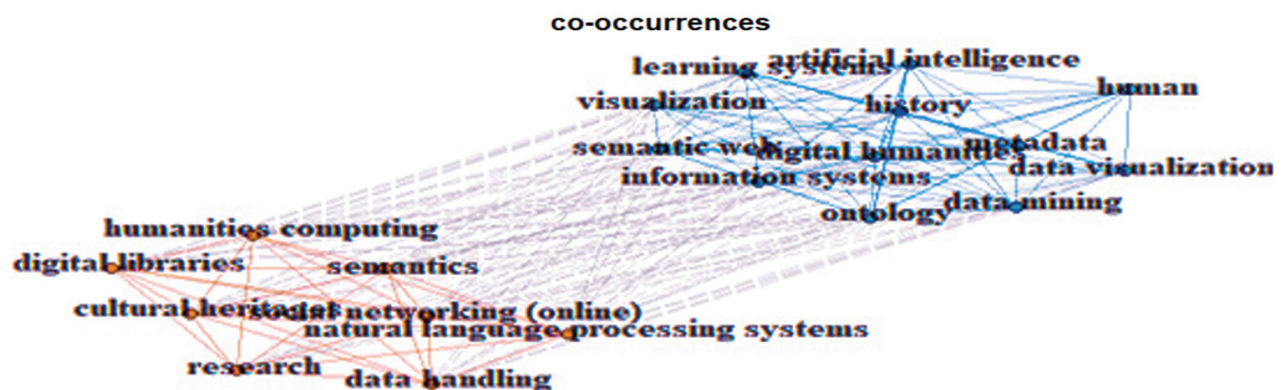 co-occurrences
artificial intelligence
learning systems
human
visualization
history
metadata
semantic web
digital humanities
data visualization
information systems
data mining
ontology
humanities computing
digital libraries
semantics
cultural heritages
social networking (online)
natural language processing systems
research
data handling